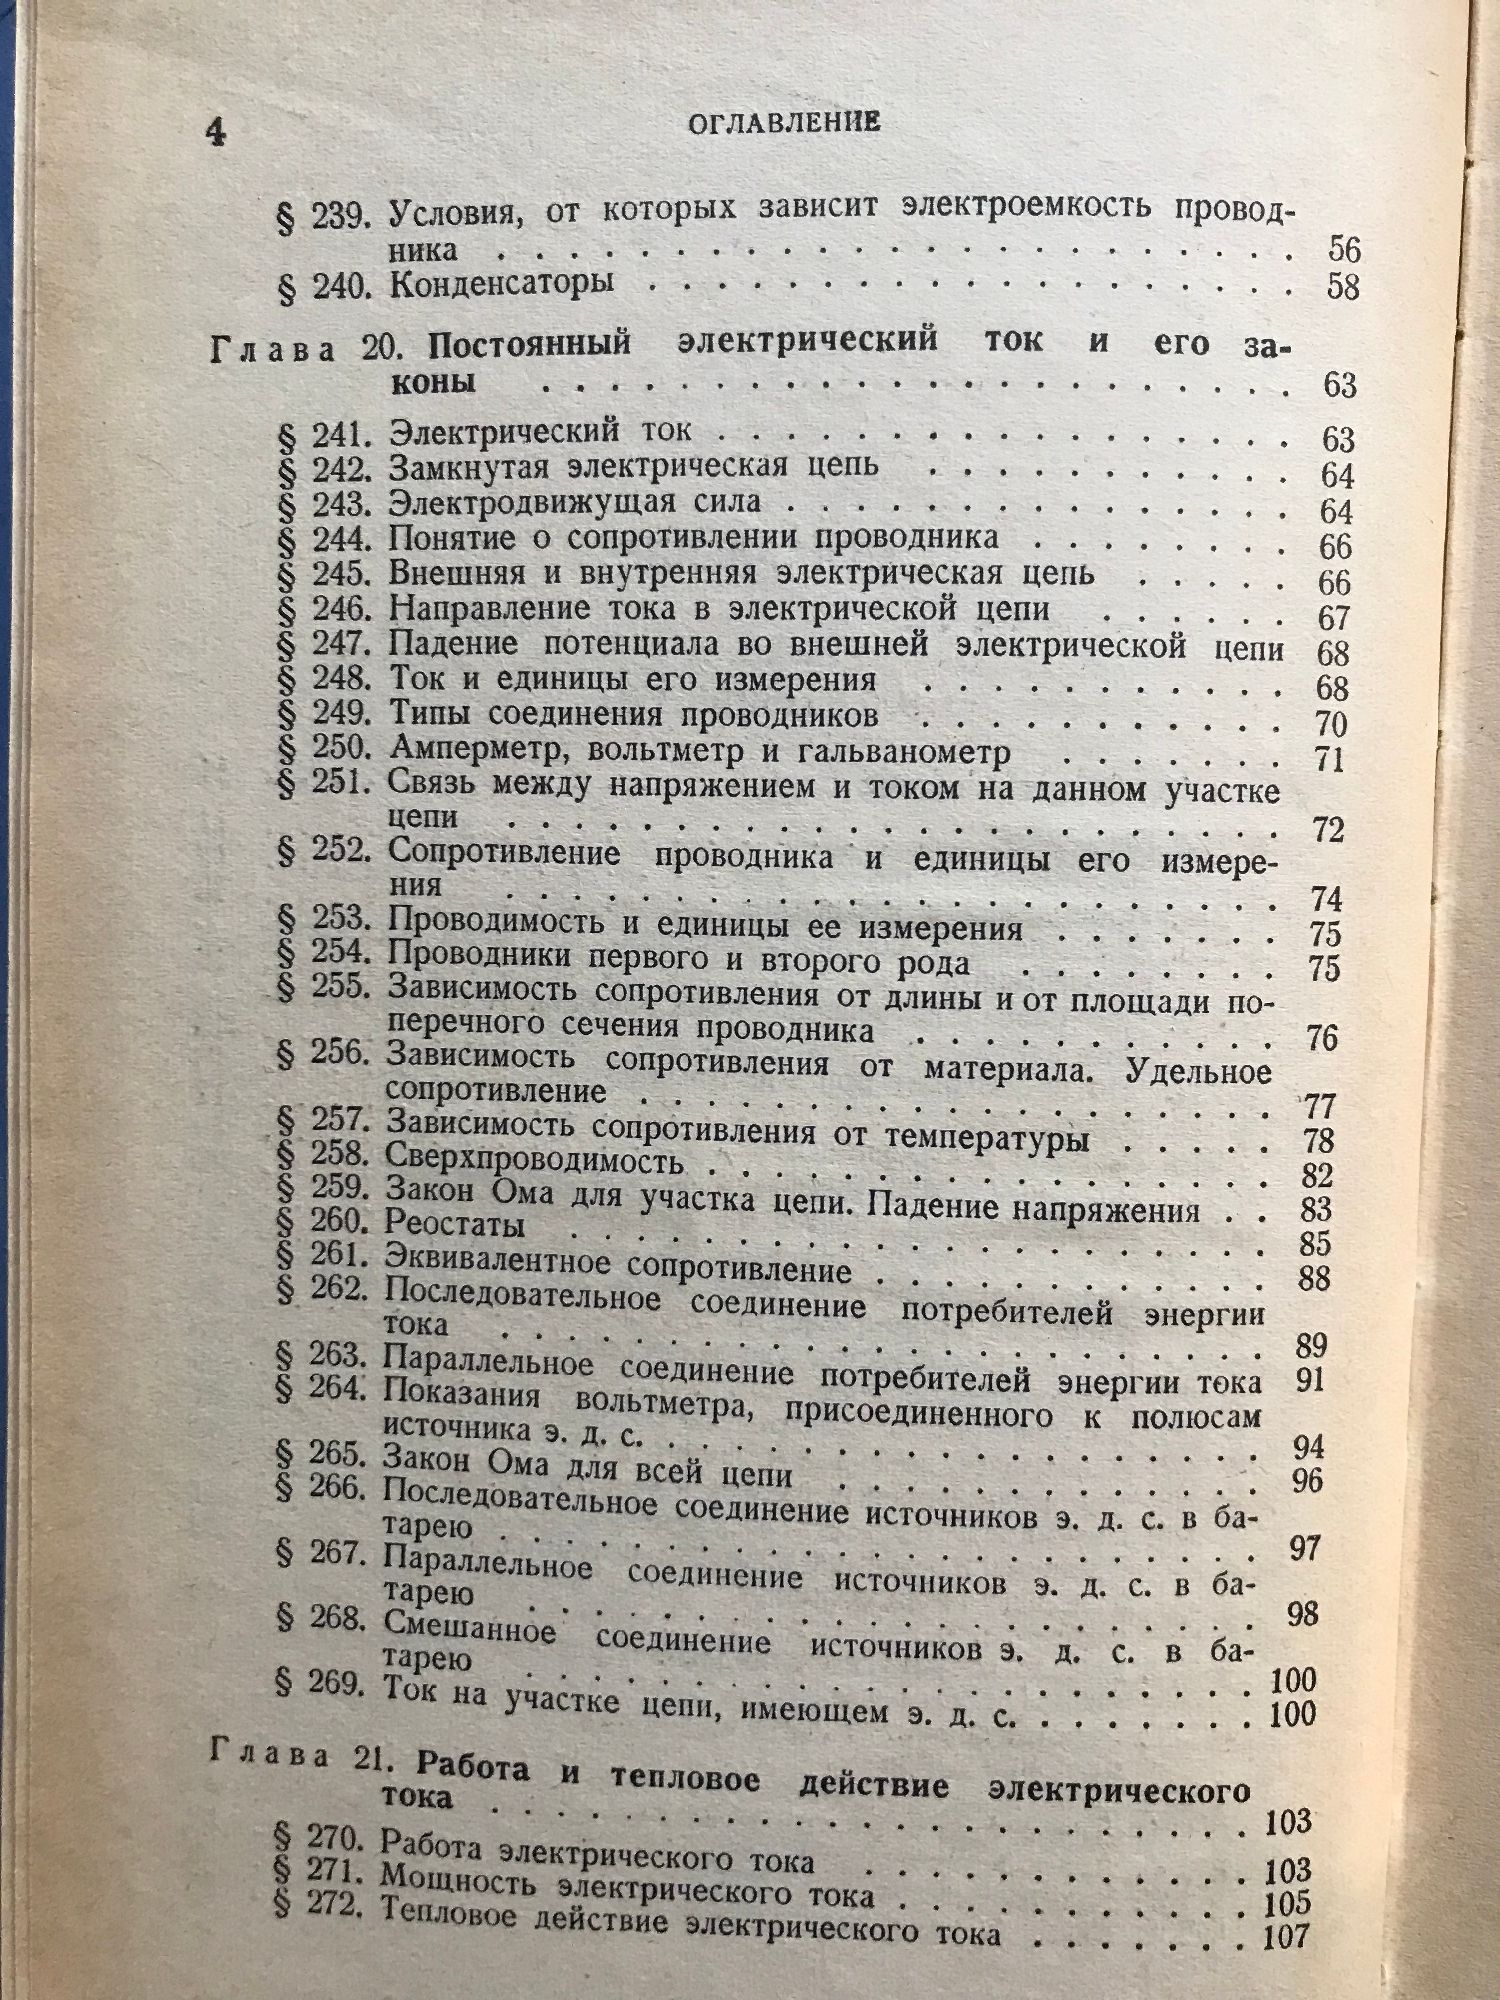 4 ОГЛАВЛЕНИЕ
§ 239. Условия, от которых зависит электроемкость провод-
ника . . . . . . . . . . . . . . . . . . . . . . . 56
§ 240. Конденсаторы . . . . . . . . . . . . . . . . . . . 58
Глава 20. Постоянный электрический ток и его за-
коны . . . . . . . . . . . . . . . . . . . . . . 63
§ 241. Электрический ток . . . . . . . . . . . . . . . . . 63
§ 242. Замкнутая электрическая цепь . . . . . . . . . . . 64
§ 243. Электродвижущая сила . . . . . . . . . . . . . . . 64
§ 244. Понятие о сопротивлении проводника . . . . . . . . 66
§ 245. Внешняя и внутренняя электрическая цепь . . . . . 66
§ 246. Направление тока в электрической цепи . . . . . . 67
§ 247. Падение потенциала во внешней электрической цепи 68
§ 248. Ток и единицы его измерения . . . . . . . . . . . 68
§ 249. Типы соединения проводников . . . . . . . . . . . 70
§ 250. Амперметр, вольтметр и гальванометр . . . . . . . 71
§ 251. Связь между напряжением и током на данном участке
цепи . . . . . . . . . . . . . . . . . . . . . . . 72
§ 252. Сопротивление проводника и единицы его измере-
ния . . . . . . . . . . . . . . . . . . . . . . . 74
§ 253. Проводимость и единицы ее измерения . . . . . . . 75
§ 254. Проводники первого и второго рода . . . . . . . . 75
§ 255. Зависимость сопротивления от длины и от площади по-
перечного сечения проводника . . . . . . . . . . . 76
§ 256. Зависимость сопротивления от материала. Удельное
сопротивление . . . . . . . . . . . . . . . . . . . 77
§ 257. Зависимость сопротивления от температуры . . . . . 78
§ 258. Сверхпроводимость . . . . . . . . . . . . . . . . . 82
§ 259. Закон Ома для участка цепи. Падение напряжения . . 83
§ 260. Реостаты . . . . . . . . . . . . . . . . . . . . . 85
§ 261. Эквивалентное сопротивление . . . . . . . . . . . . 88
§ 262. Последовательное соединение потребителей энергии
тока . . . . . . . . . . . . . . . . . . . . . . . 89
§ 263. Параллельное соединение потребителей энергии тока 91
§ 264. Показания вольтметра, присоединенного к полюсам
источника э. д. с. . . . . . . . . . . . . . . . . . . 94
§ 265. Закон Ома для всей цепи . . . . . . . . . . . . . 96
§ 266. Последовательное соединение источников э. д. с. в ба-
тарею . . . . . . . . . . . . . . . . . . . . . . . 97
§ 267. Параллельное соединение источников э. д. с. в ба-
тарею . . . . . . . . . . . . . . . . . . . . . . 98
§ 268. Смешанное соединение источников э. д. с. в ба-
тарею . . . . . . . . . . . . . . . . . . . . . . 100
§ 269. Ток на участке цепи, имеющем э. д. с. . . . . . . . 100
Глава 21. Работа и тепловое действие электрического
тока . . . . . . . . . . . . . . . . . . . . . . . 103
§ 270. Работа электрического тока . . . . . . . . . . . . 103
§ 271. Мощность электрического тока . . . . . . . . . . . 105
§ 272. Тепловое действие электрического тока . . . . . . . 107